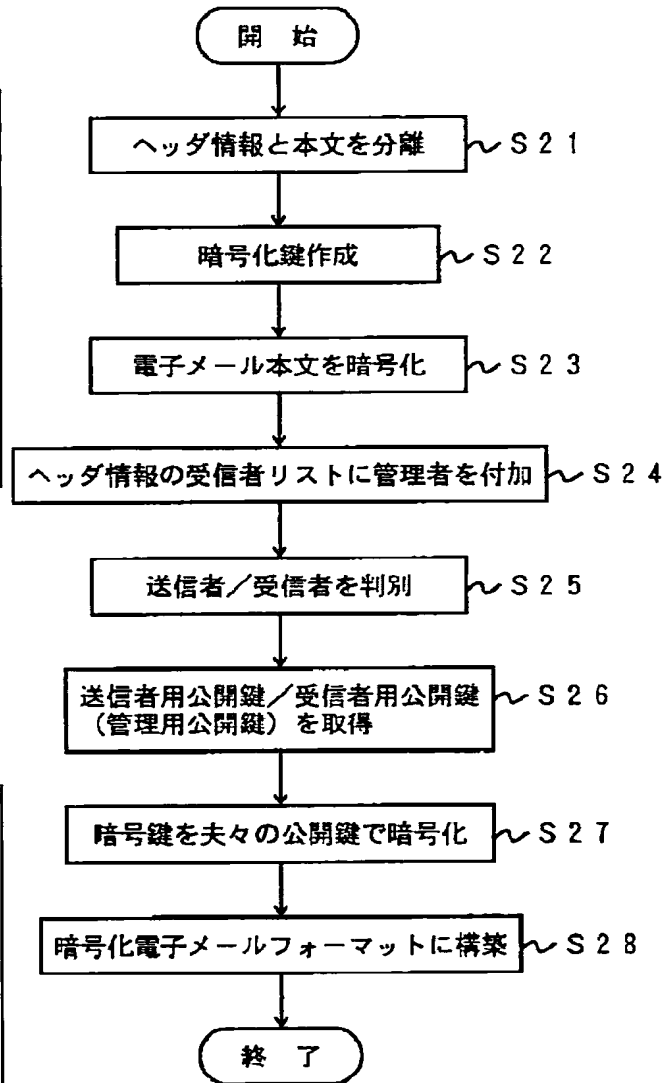 開 始
ヘッダ情報と本文を分離 ～S21
暗号化鍵作成 ～S22
電子メール本文を暗号化 ～S23
ヘッダ情報の受信者リストに管理者を付加 ～S24
送信者／受信者を判別 ～S25
送信者用公開鍵／受信者用公開鍵 ～S26
（管理用公開鍵）を取得
暗号鍵を夫々の公開鍵で暗号化 ～S27
暗号化電子メールフォーマットに構築 ～S28
終 了